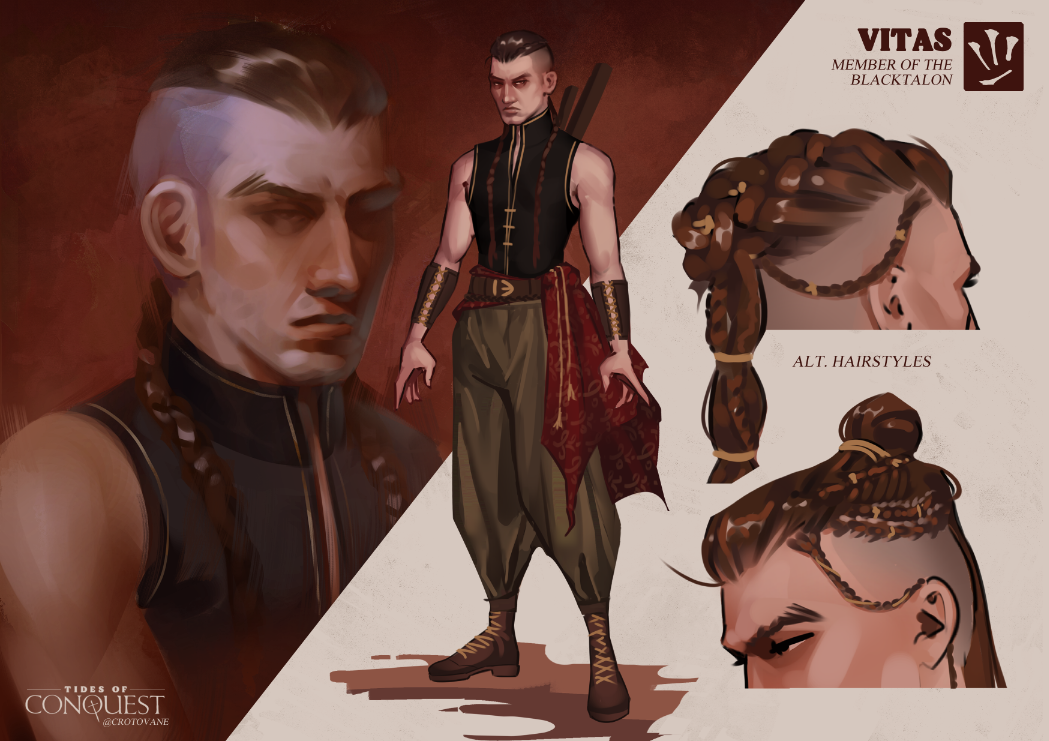 VITAS
MEMBER OF THE
BLACKTALON
ALT. HAIRSTYLES
TIDES OF
CONQUEST
@CROTOVANE